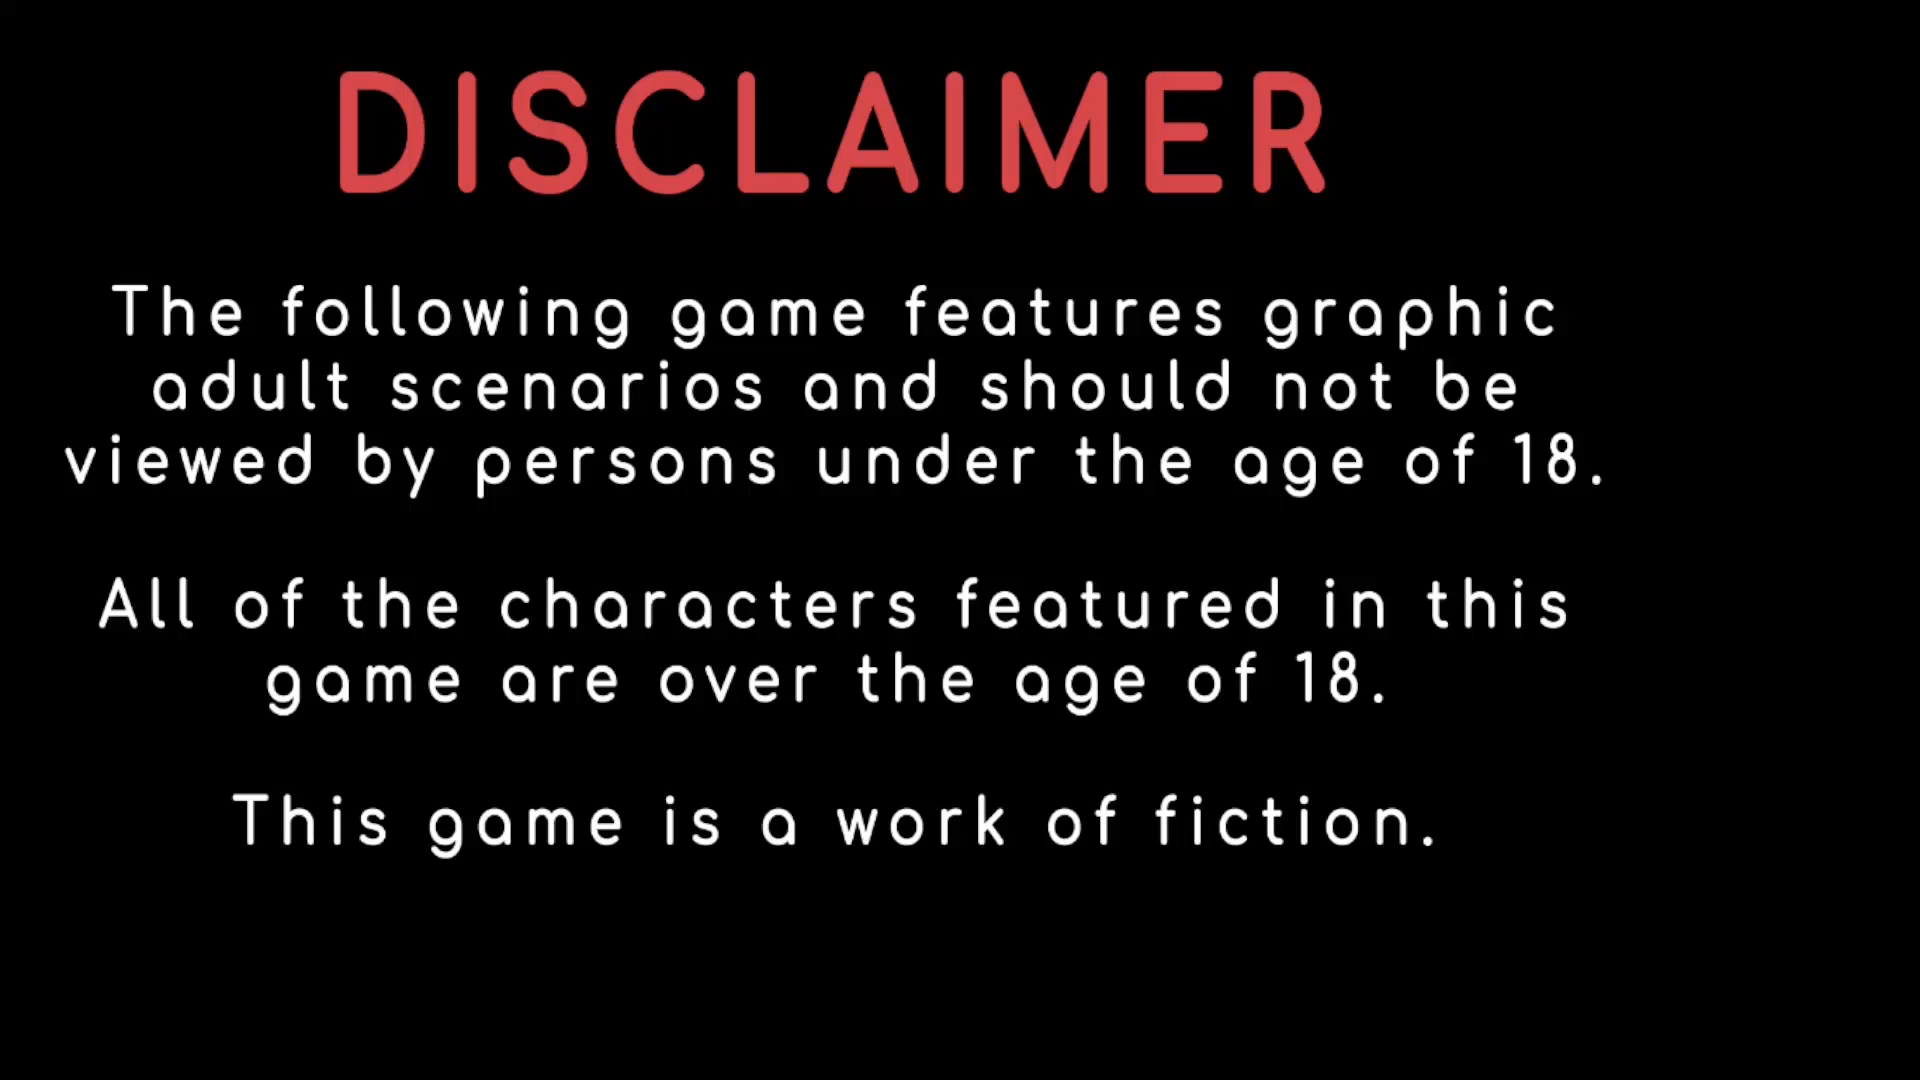 DISCLAIMER
The following game features graphic
adult scenarios and should not be
viewed by persons under the age of 18.
All of the characters featured in this
game are over the age of 18.
This game is a work of fiction.